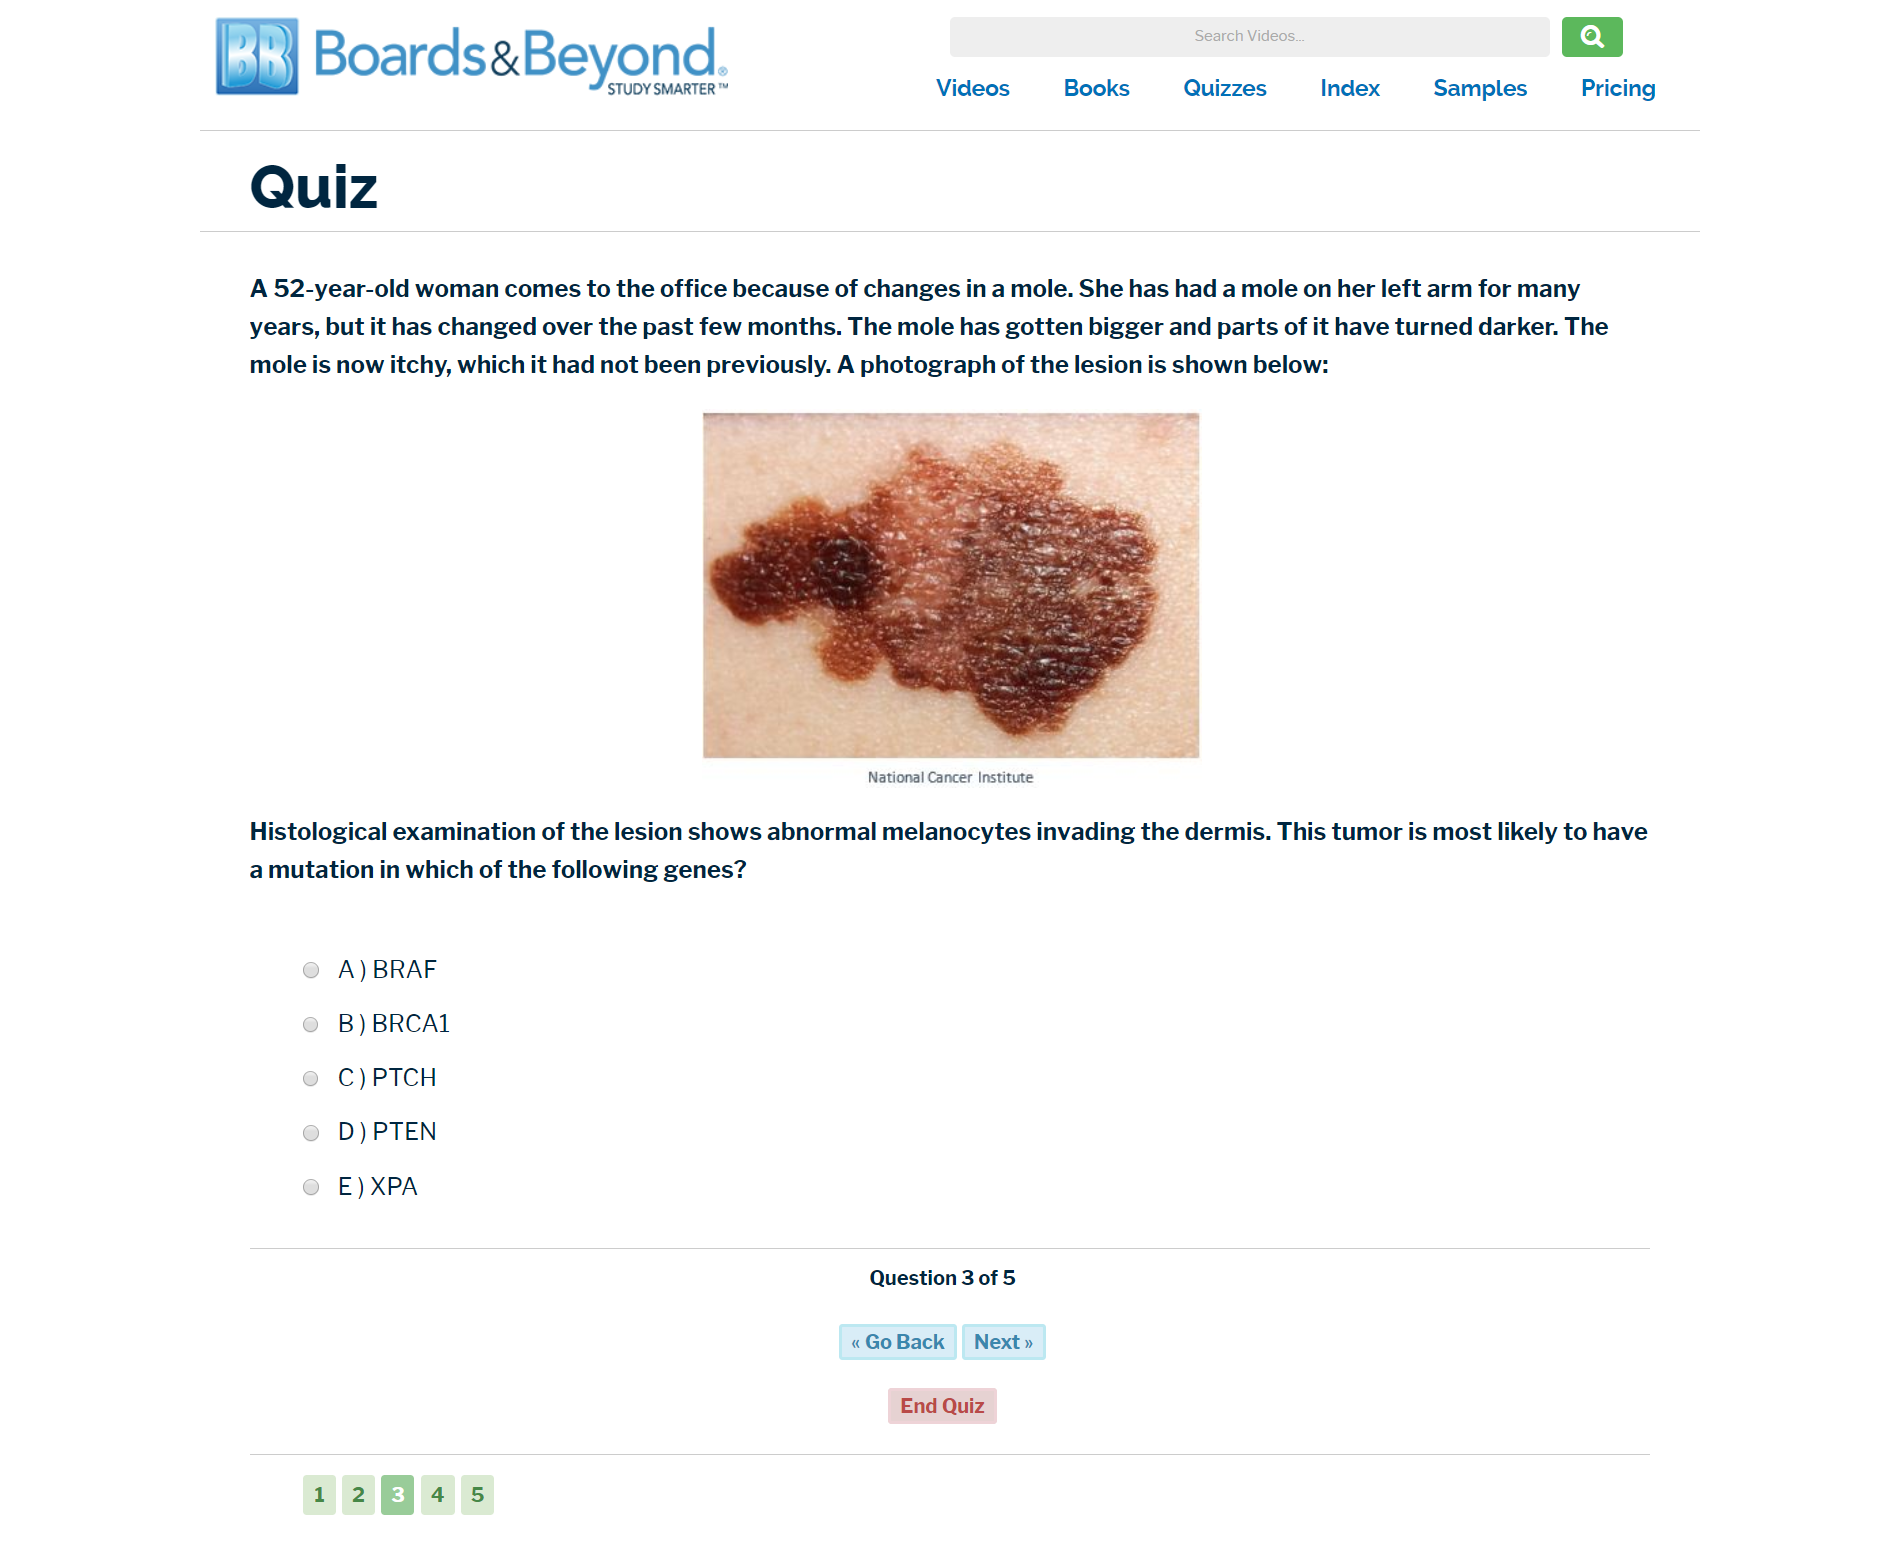 BB Boards&Beyond®
STUDY SMARTER™
Search Videos...
Videos Books Quizzes Index Samples Pricing
Quiz
A 52-year-old woman comes to the office because of changes in a mole. She has had a mole on her left arm for many
years, but it has changed over the past few months. The mole has gotten bigger and parts of it have turned darker. The
mole is now itchy, which it had not been previously. A photograph of the lesion is shown below:
National Cancer Institute
Histological examination of the lesion shows abnormal melanocytes invading the dermis. This tumor is most likely to have
a mutation in which of the following genes?
A ) BRAF
B ) BRCA1
C ) PTCH
D ) PTEN
E ) XPA
Question 3 of 5
« Go Back Next »
End Quiz
1 2 3 4 5